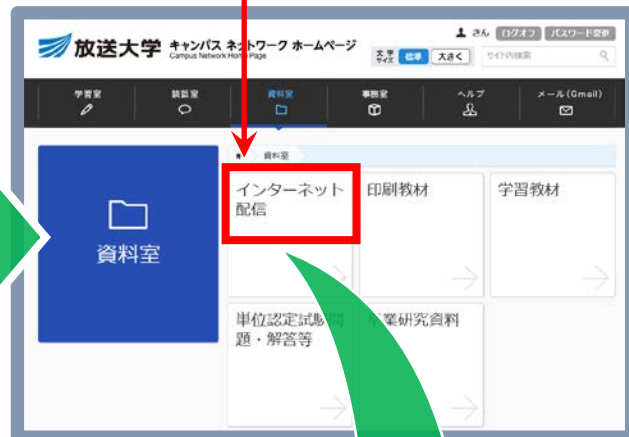 さん ログオフ パスワード変更
放送大学 キャンパス ネットワーク ホームページ
Campus Network Home Page
文字サイズ 標準 大きく サイト内検索
学習室 談話室 資料室 事務室 ヘルプ メール(Gmail)
資料室
資料室
インターネット
配信
印刷教材
学習教材
単位認定試験問
題・解答等
卒業研究資料